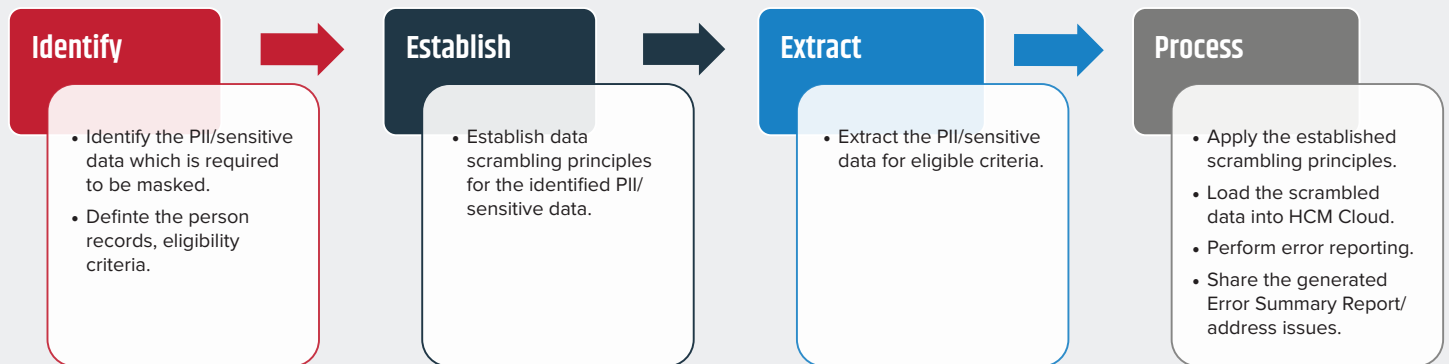 Identify
• Identify the PII/sensitive
data which is required
to be masked.
• Definte the person
records, eligibility
criteria.
Establish
• Establish data
scrambling principles
for the identified PII/
sensitive data.
Extract
• Extract the PII/sensitive
data for eligible criteria.
Process
• Apply the established
scrambling principles.
• Load the scrambled
data into HCM Cloud.
• Perform error reporting.
• Share the generated
Error Summary Report/
address issues.